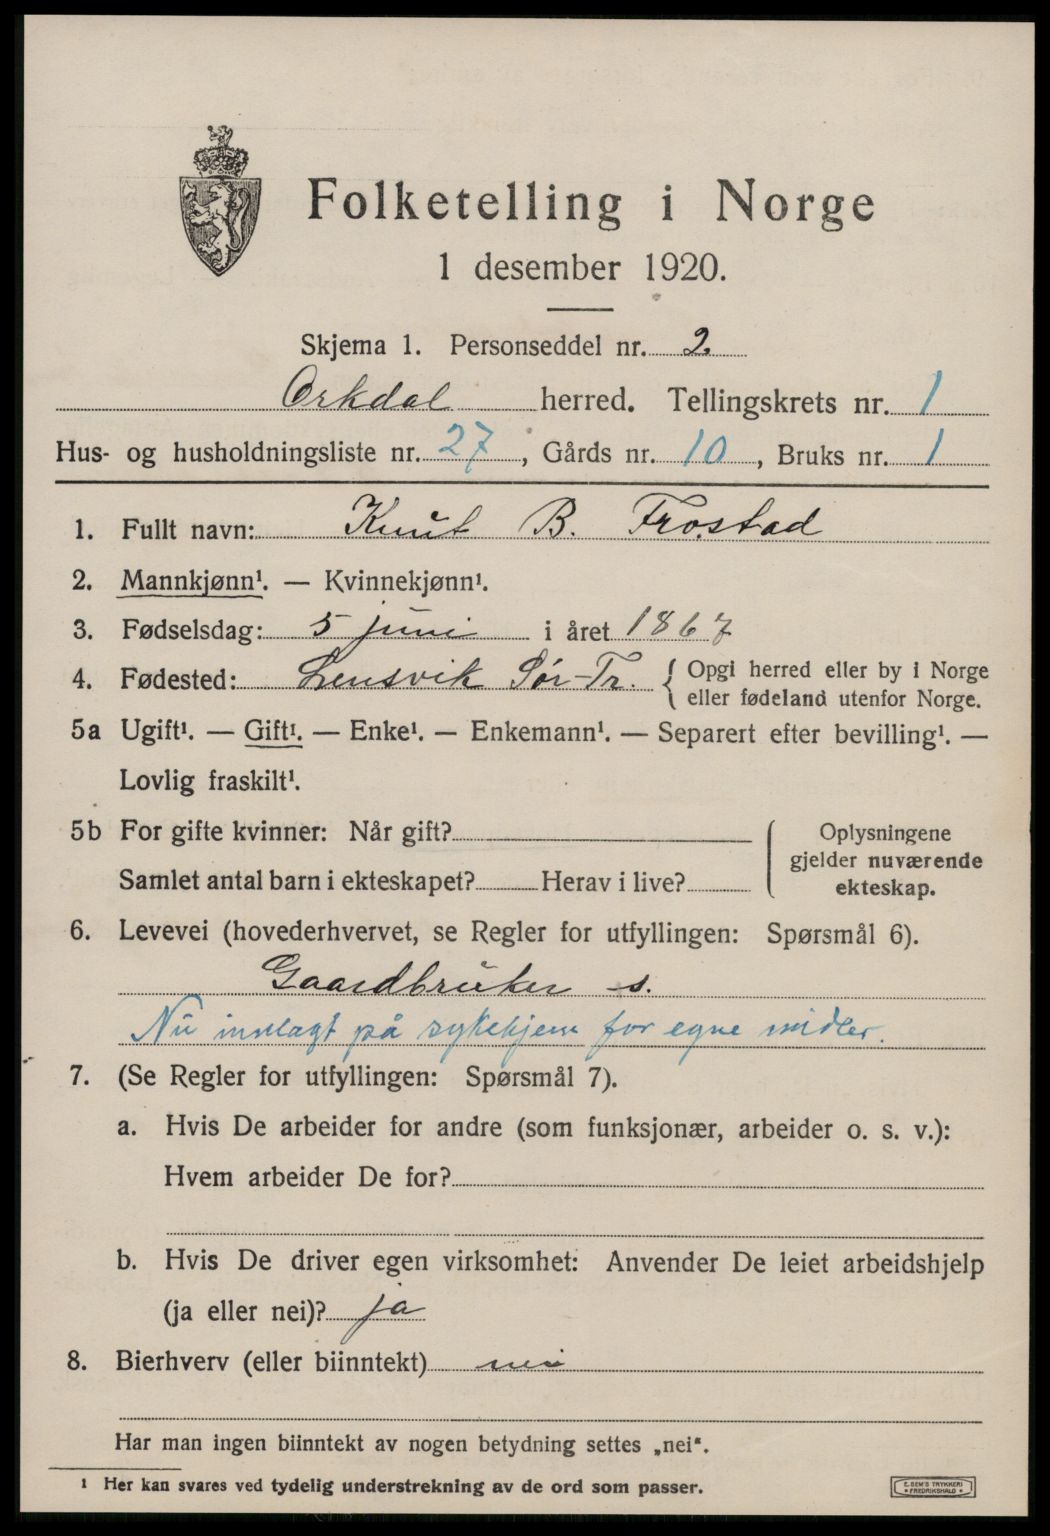 Folketelling i Norge
1 desember 1920.
Skjema 1. Personseddel nr. 2.
Orkdal herred. Tellingskrets nr. 1
Hus- og husholdningsliste nr. 27, Gårds nr. 10, Bruks nr. 1
1. Fullt navn: Knut B. Frostad
2. Mannkjønn¹. — Kvinnekjønn¹.
3. Fødselsdag: 5 juni i året 1867
4. Fødested: Lensvik Sør-Tr. { Opgi herred eller by i Norge
eller fødeland utenfor Norge.
5a Ugift¹. — Gift¹. — Enke¹. — Enkemann¹. — Separert efter bevilling¹. —
Lovlig fraskilt¹.
5b For gifte kvinner: Når gift?
Samlet antal barn i ekteskapet? Herav i live?
Oplysningene
gjelder nuværende
ekteskap.
6. Levevei (hovederhvervet, se Regler for utfyllingen: Spørsmål 6).
Gaardbruker s.
Nu innlagt på sykehjem for egne midler.
7. (Se Regler for utfyllingen: Spørsmål 7).
a. Hvis De arbeider for andre (som funksjonær, arbeider o. s. v.):
Hvem arbeider De for?
b. Hvis De driver egen virksomhet: Anvender De leiet arbeidshjelp
(ja eller nei)? ja
8. Bierhverv (eller biinntekt) nei
Har man ingen biinntekt av nogen betydning settes „nei“.
¹ Her kan svares ved tydelig understrekning av de ord som passer.
E. SEM'S TRYKKERI
FREDRIKSHALD